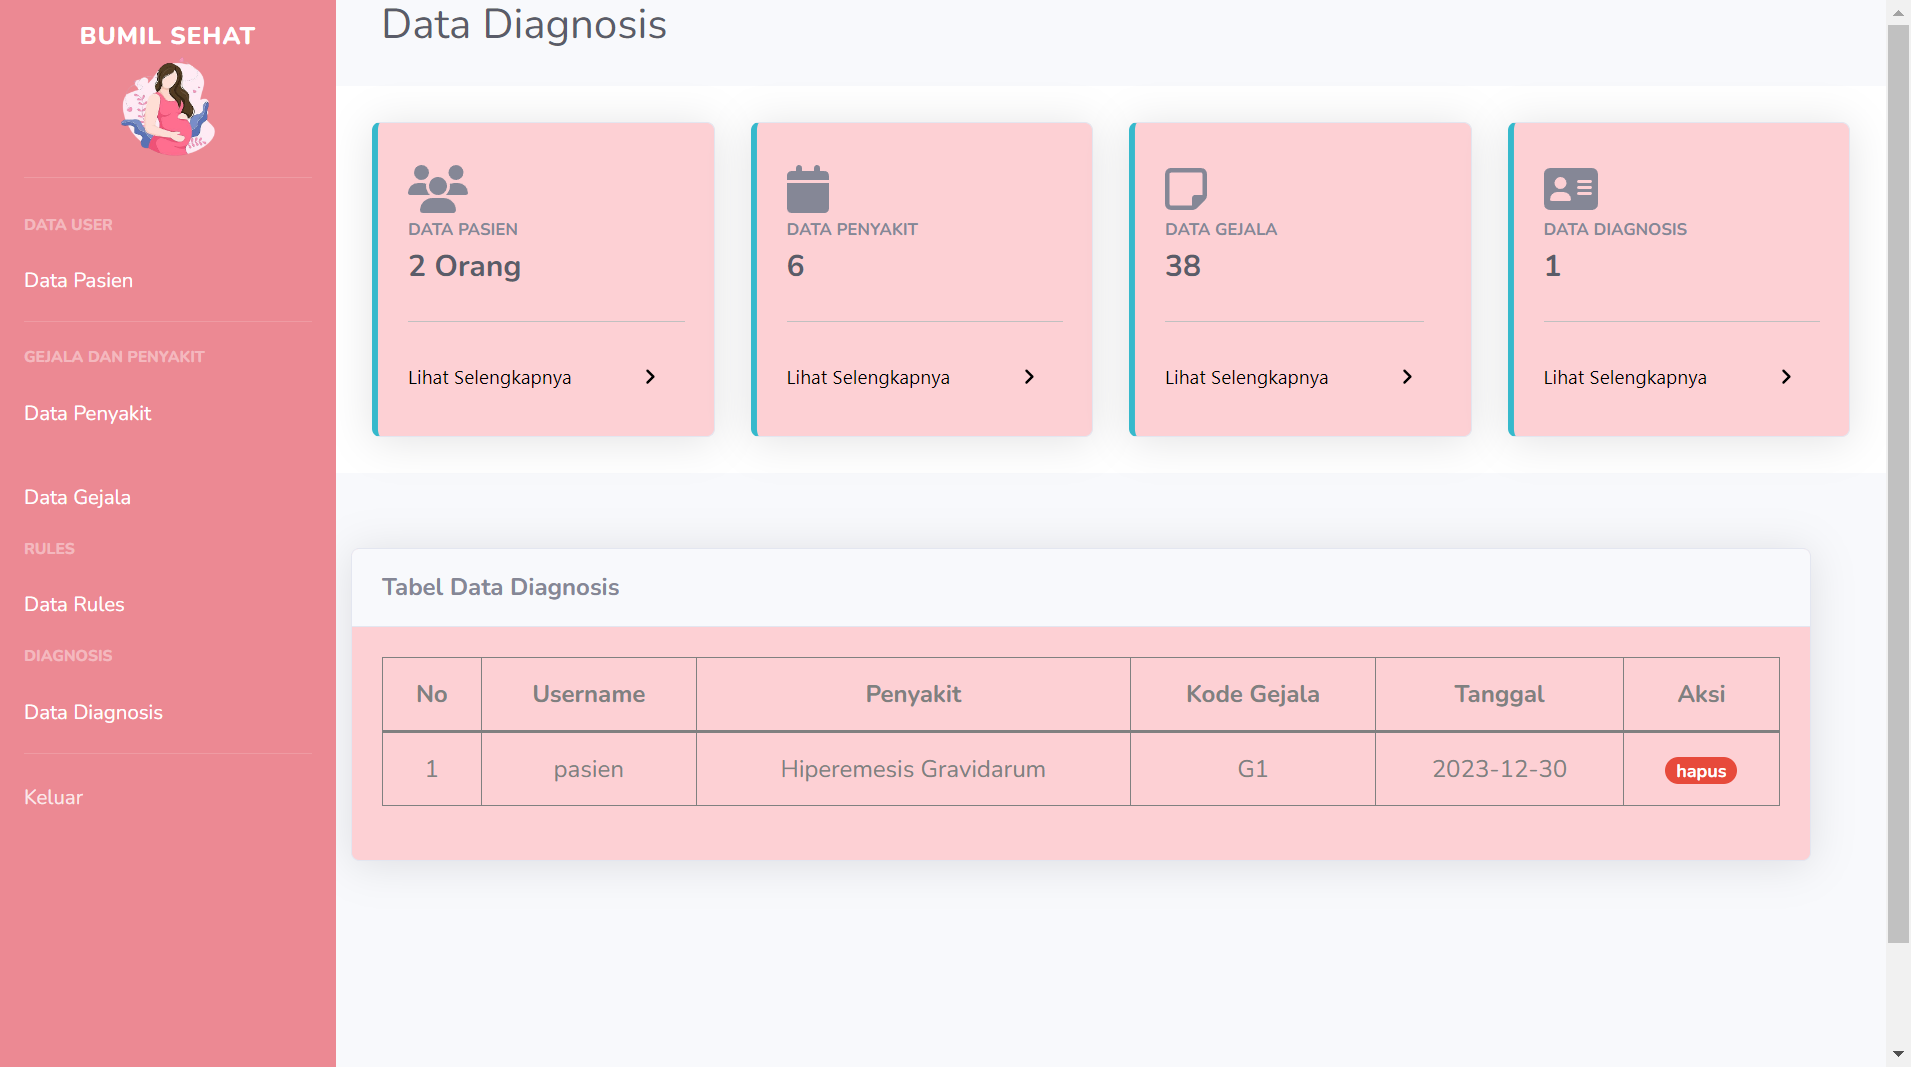 BUMIL SEHAT
DATA USER
Data Pasien
GEJALA DAN PENYAKIT
Data Penyakit
Data Gejala
RULES
Data Rules
DIAGNOSIS
Data Diagnosis
Keluar
Data Diagnosis
DATA PASIEN
2 Orang
Lihat Selengkapnya
DATA PENYAKIT
6
Lihat Selengkapnya
DATA GEJALA
38
Lihat Selengkapnya
DATA DIAGNOSIS
1
Lihat Selengkapnya
Tabel Data Diagnosis
No Username Penyakit Kode Gejala Tanggal Aksi
1 pasien Hiperemesis Gravidarum G1 2023-12-30 hapus